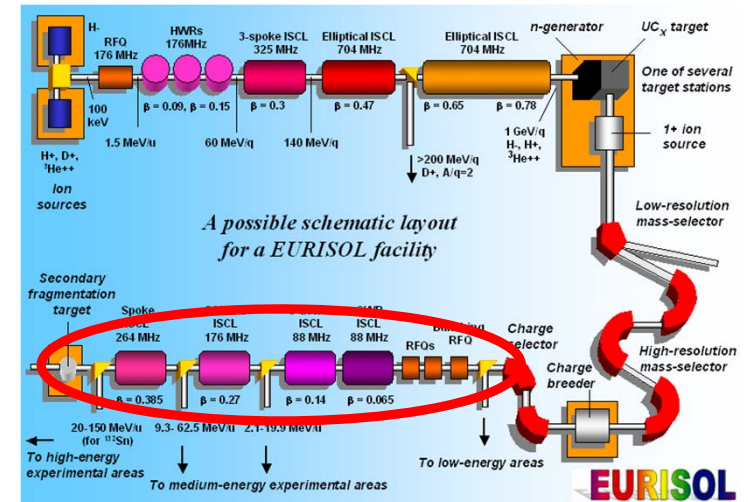 H-
RFQ
176 MHz
HWRs
176MHz
3-spoke ISCL
325 MHz
Elliptical ISCL
704 MHz
Elliptical ISCL
704 MHz
n-generator
UCx target
One of several
target stations
100
keV
β = 0.09, β = 0.15
β = 0.3
β = 0.47
β = 0.65
β = 0.78
1.5 MeV/u
60 MeV/q
140 MeV/q
1 GeV/q
H-, H+,
3He++
1+ ion
source
H+, D+,
3He++
>200 MeV/q
D+, A/q=2
Ion
sources
Low-resolution
mass-selector
A possible schematic layout
for a EURISOL facility
Secondary
fragmentation
target
Spoke
264 MHz
ISCL
176 MHz
ISCL
88 MHz
ISCL
88 MHz
RFQs
RFQ
Charge
selector
High-resolution
mass-selector
Charge
breeder
β = 0.385
β = 0.27
β = 0.14
β = 0.065
20-150 MeV/u
(for 132Sn)
9.3- 62.5 MeV/u
2.1-19.9 MeV/u
To high-energy
experimental areas
To medium-energy experimental areas
To low-energy areas
EURISOL